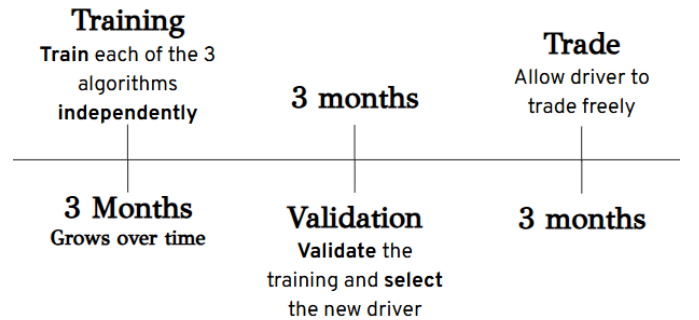 Training
Train each of the 3
algorithms
independently
3 Months
Grows over time
3 months
Validation
Validate the
training and select
the new driver
Trade
Allow driver to
trade freely
3 months